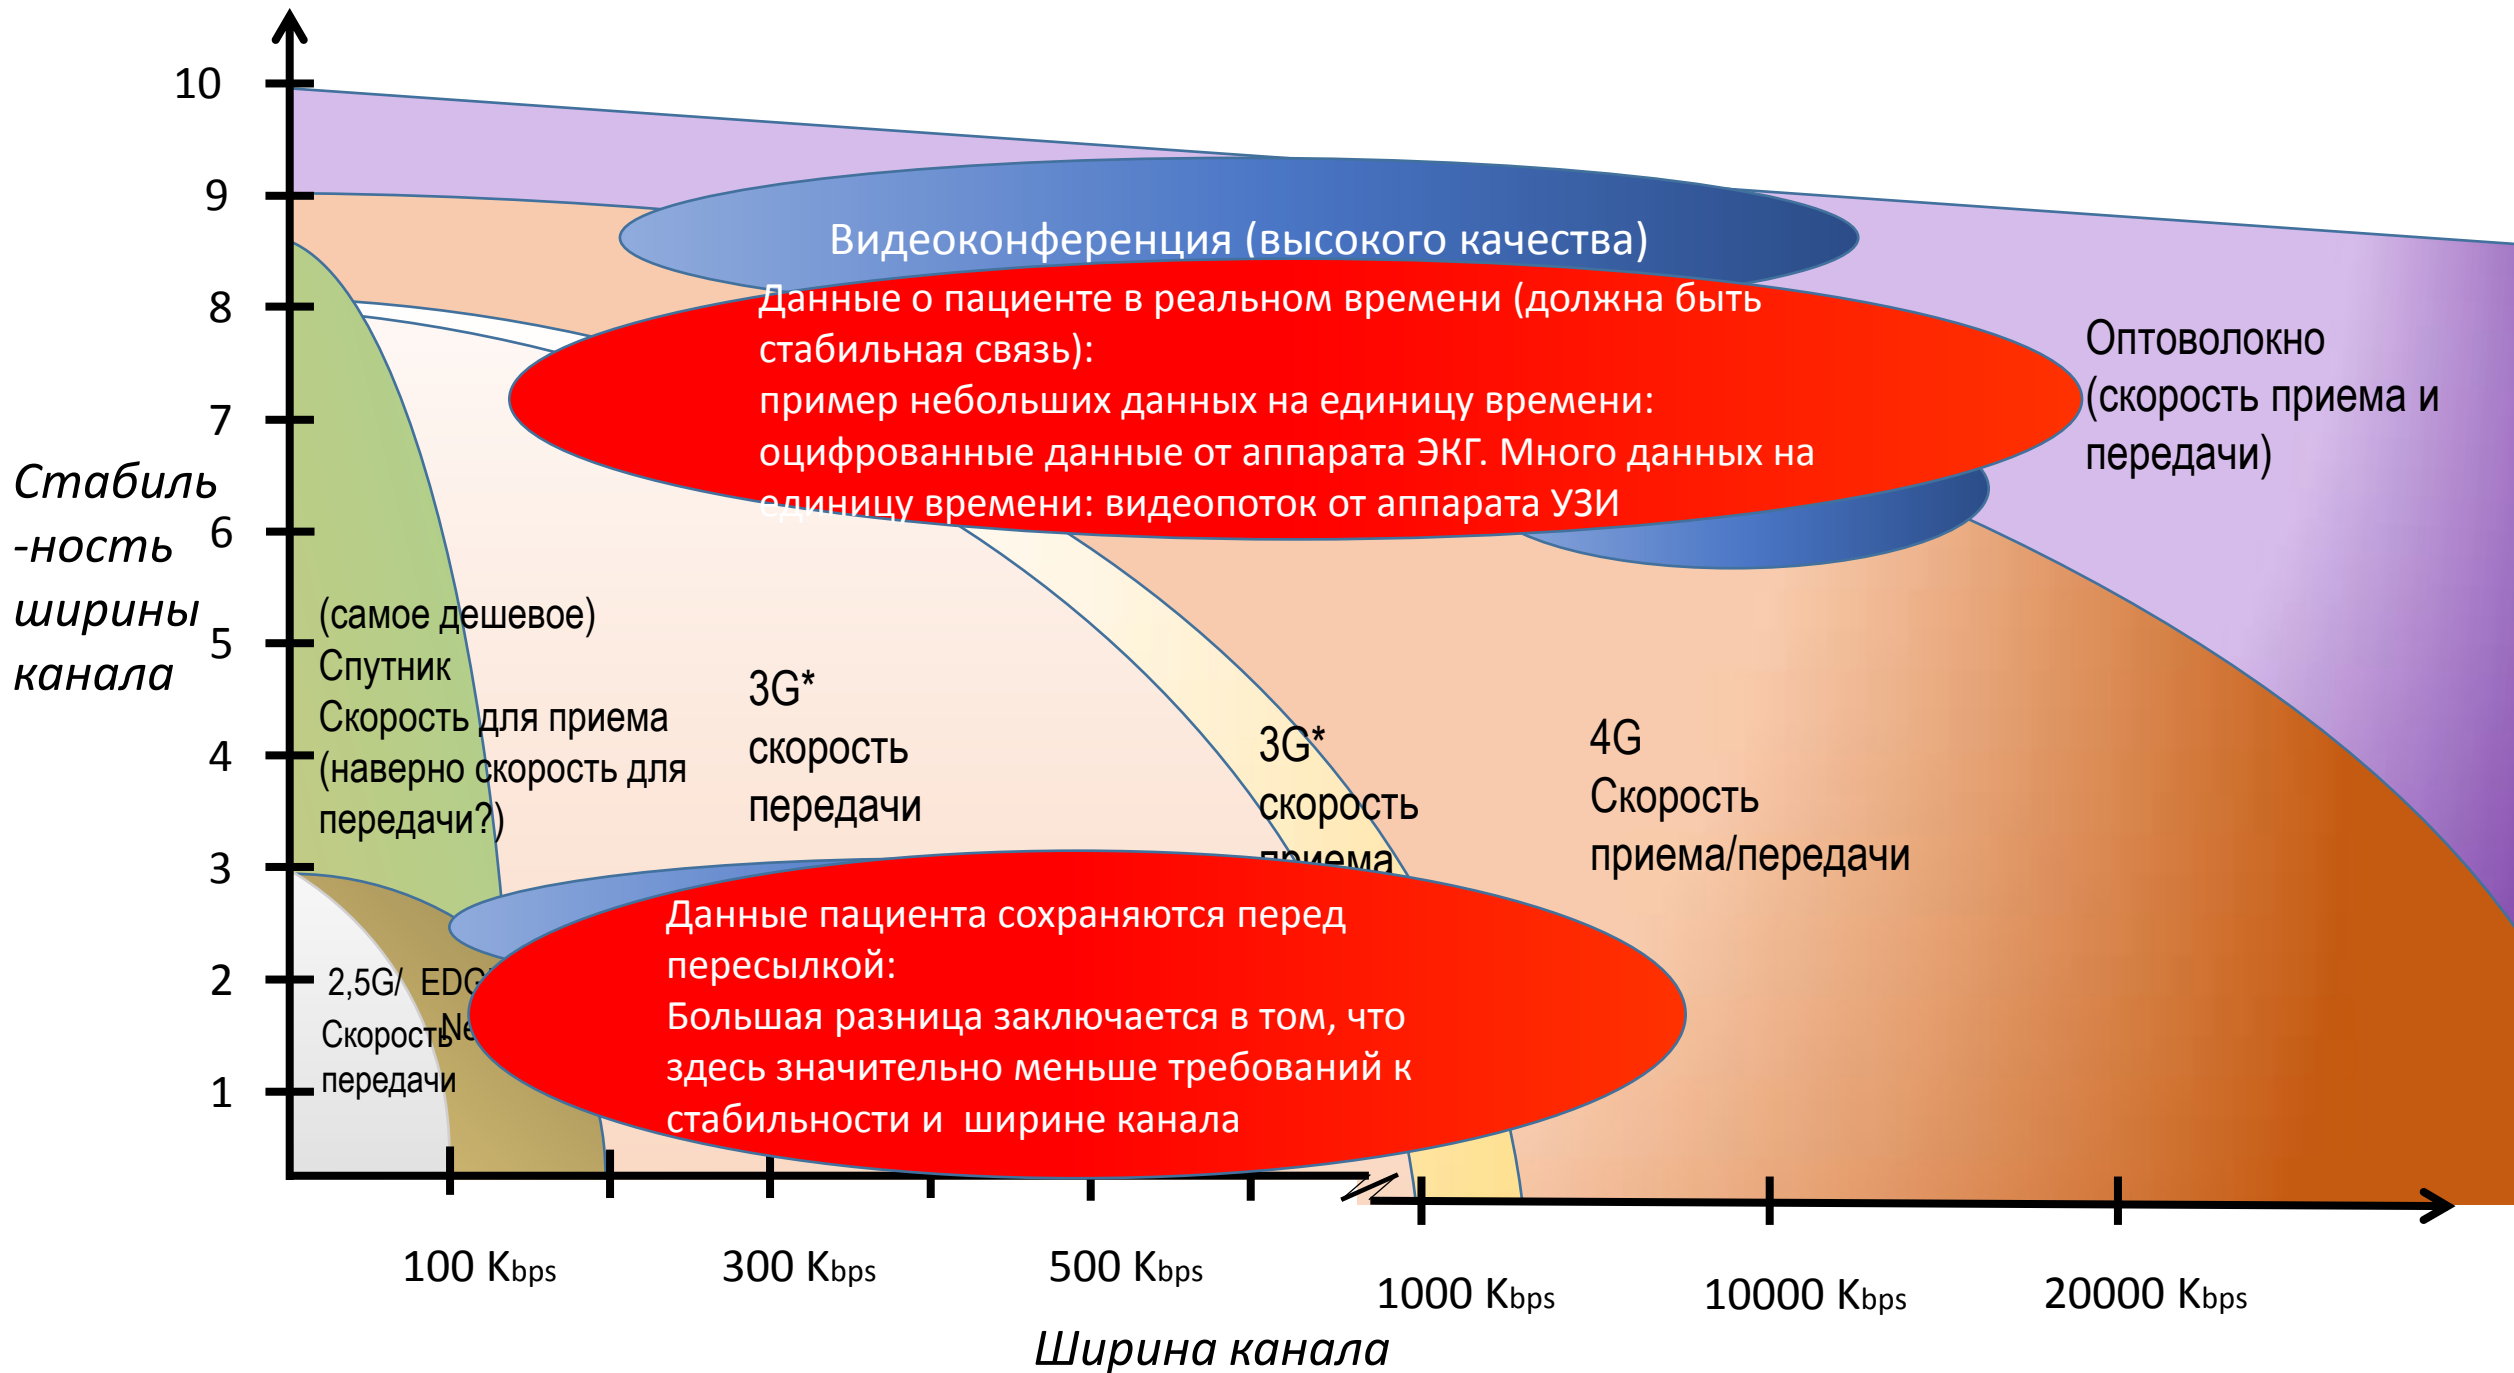 10
9
8
7
6
5
4
3
2
1
Стабиль
-ность
ширины
канала
Видеоконференция (высокого качества)
Данные о пациенте в реальном времени (должна быть
стабильная связь):
пример небольших данных на единицу времени:
оцифрованные данные от аппарата ЭКГ. Много данных на
единицу времени: видеопоток от аппарата УЗИ
Оптоволокно
(скорость приема и
передачи)
(самое дешевое)
Спутник
Скорость для приема
(наверно скорость для
передачи?)
3G*
скорость
передачи
3G*
скорость
приема
4G
Скорость
приема/передачи
Данные пациента сохраняются перед
пересылкой:
Большая разница заключается в том, что
здесь значительно меньше требований к
стабильности и ширине канала
2,5G/ EDG
Скорость
передачи
100 Kbps
300 Kbps
500 Kbps
1000 Kbps
10000 Kbps
20000 Kbps
Ширина канала